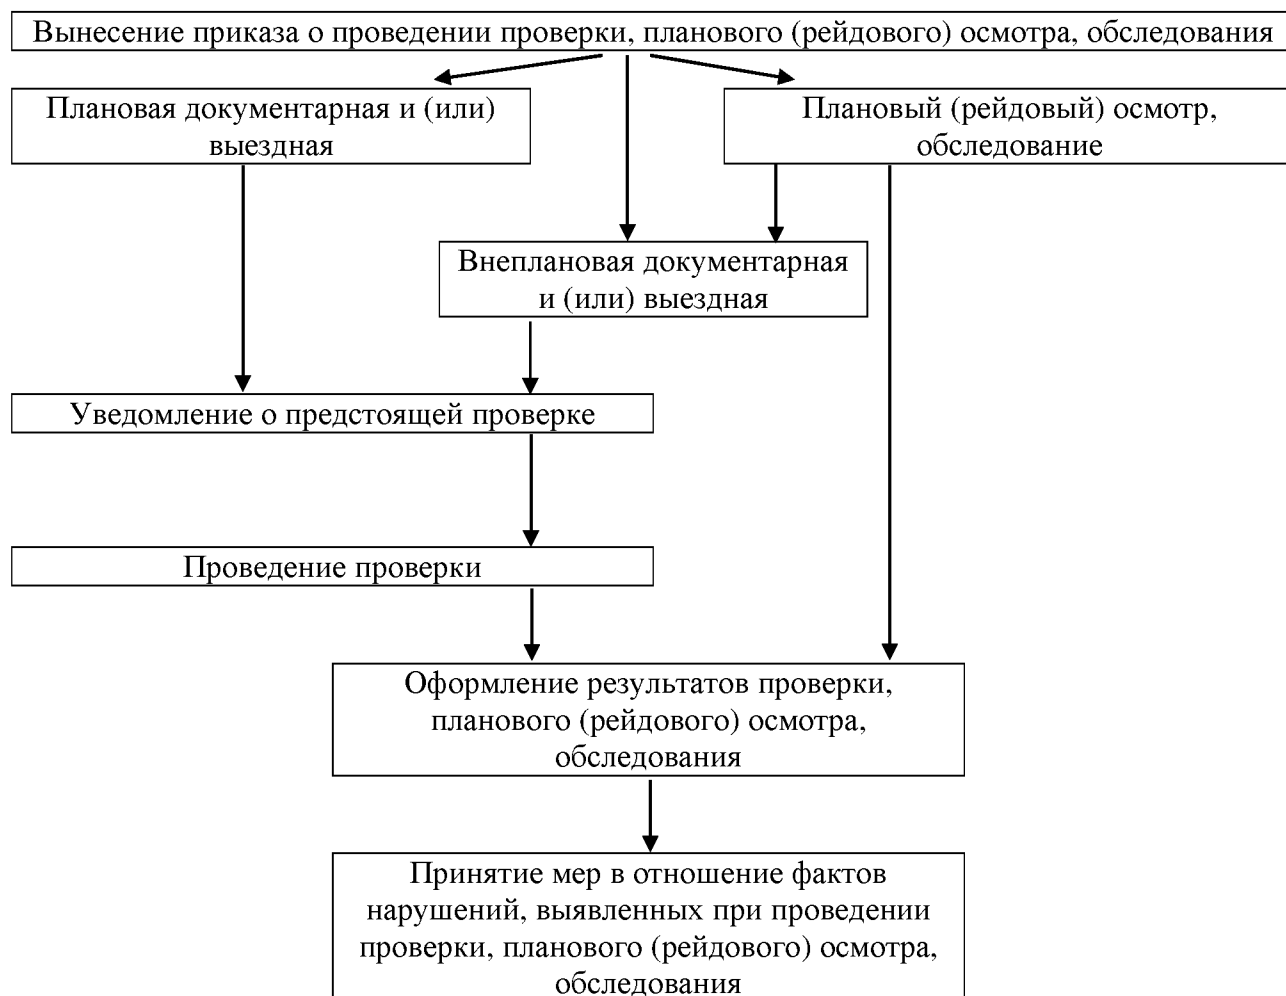 Вынесение приказа о проведении проверки, планового (рейдового) осмотра, обследования
Плановая документарная и (или)
выездная
Плановый (рейдовый) осмотр,
обследование
Внеплановая документарная
и (или) выездная
Уведомление о предстоящей проверке
Проведение проверки
Оформление результатов проверки,
планового (рейдового) осмотра,
обследования
Принятие мер в отношение фактов
нарушений, выявленных при проведении
проверки, планового (рейдового) осмотра,
обследования